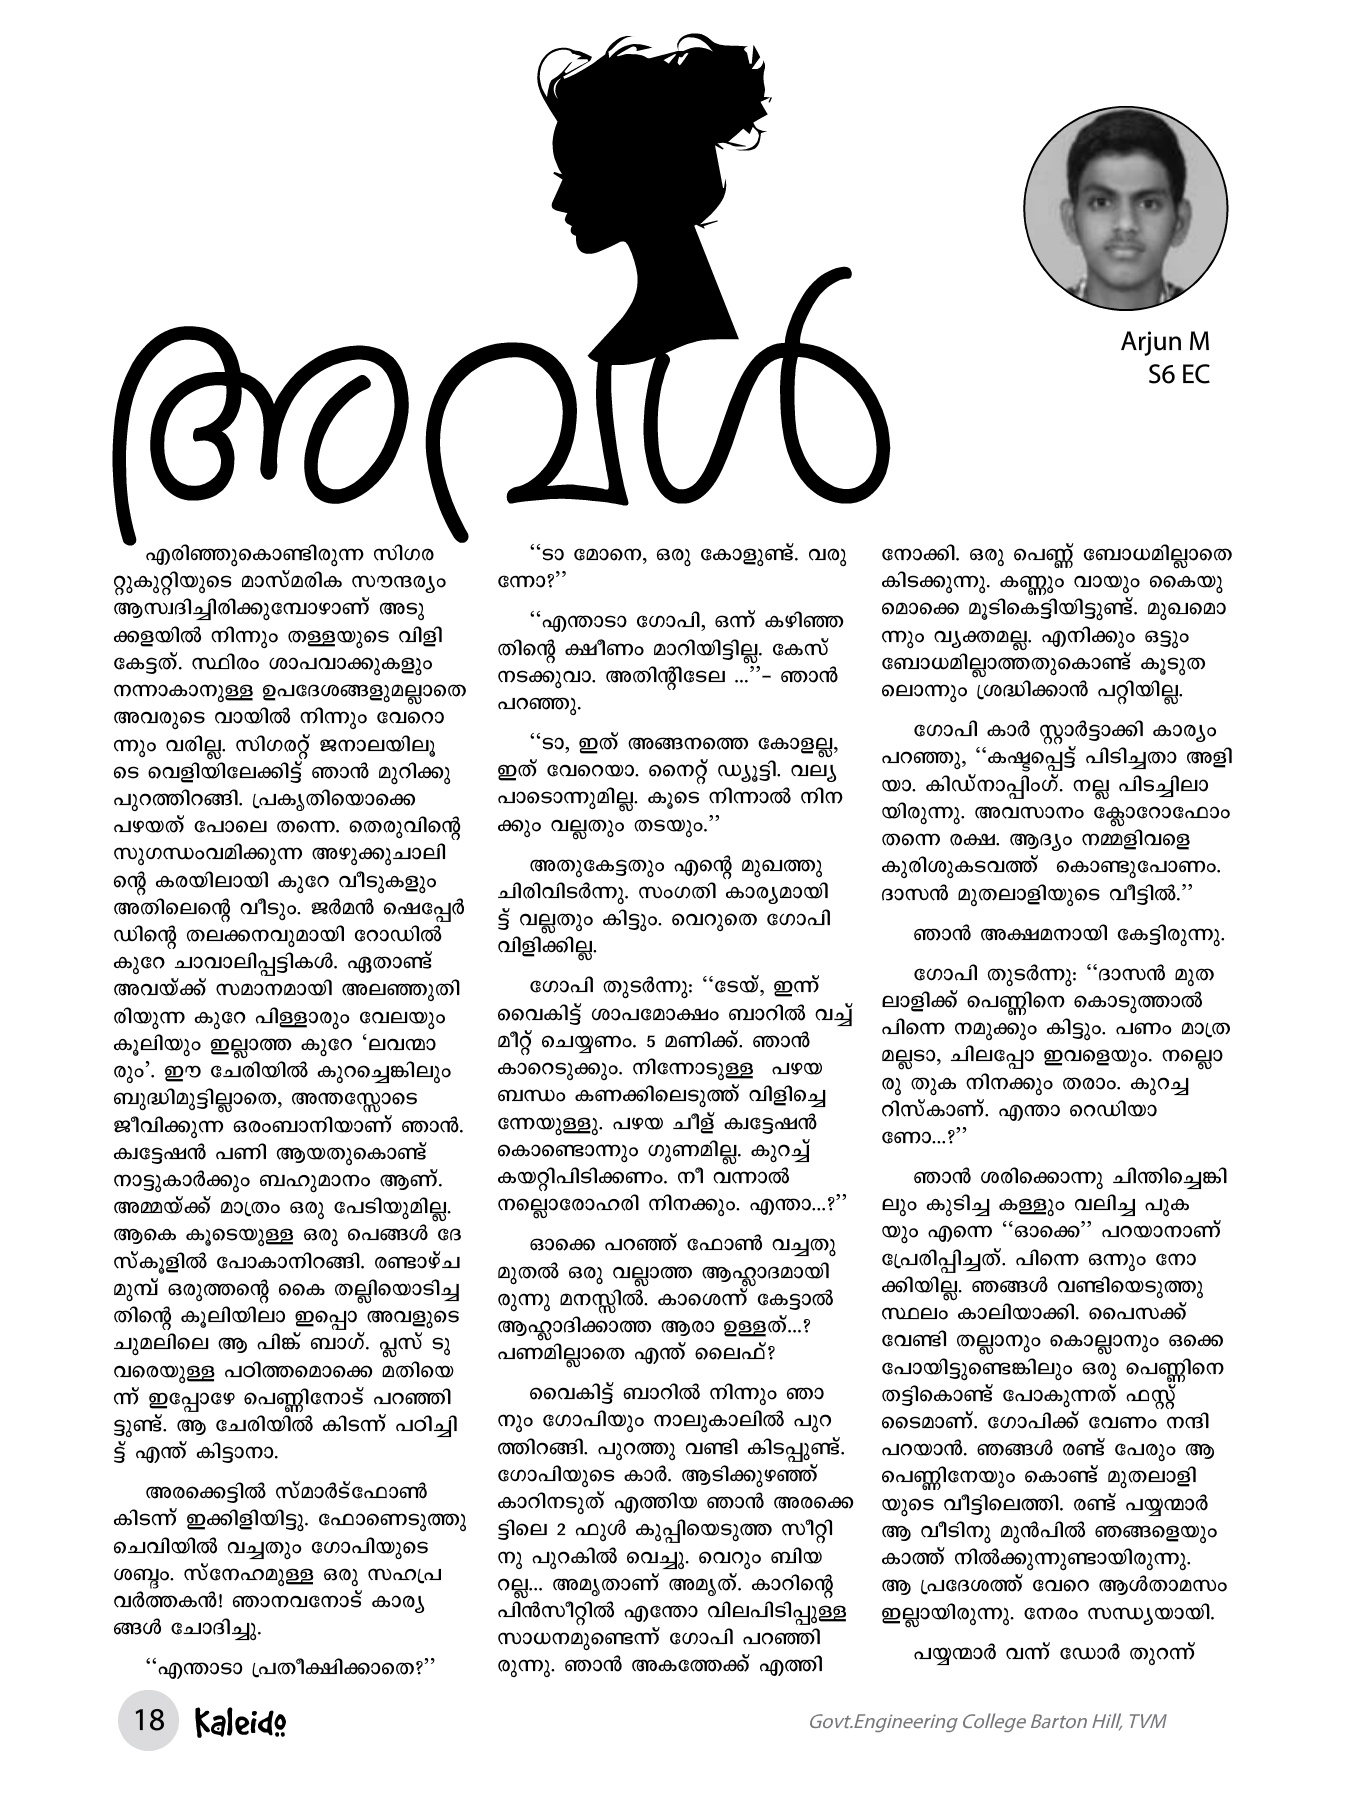 അവൾ
Arjun M
S6 EC
എരിഞ്ഞുകൊണ്ടിരുന്ന സിഗര
റ്റുകുറ്റിയുടെ മാസ്മരിക സൗന്ദര്യം
ആസ്വദിച്ചിരിക്കുമ്പോഴാണ് അടു
ക്കളയിൽ നിന്നും തള്ളയുടെ വിളി
കേട്ടത്. സ്ഥിരം ശാപവാക്കുകളും
നന്നാകാനുള്ള ഉപദേശങ്ങളുമല്ലാതെ
അവരുടെ വായിൽ നിന്നും വേറൊ
ന്നും വരില്ല. സിഗരറ്റ് ജനാലയിലൂ
ടെ വെളിയിലേക്കിട്ട് ഞാൻ മുറിക്കു
പുറത്തിറങ്ങി. പ്രകൃതിയൊക്കെ
പഴയത് പോലെ തന്നെ. തെരുവിന്റെ
സുഗന്ധംവമിക്കുന്ന അഴുക്കുചാലി
ന്റെ കരയിലായി കുറേ വീടുകളും
അതിലെന്റെ വീടും. ജർമൻ ഷെപ്പേർ
ഡിന്റെ തലക്കനവുമായി റോഡിൽ
കുറേ ചാവാലിപ്പട്ടികൾ. ഏതാണ്ട്
അവയ്ക്ക് സമാനമായി അലഞ്ഞുതി
രിയുന്ന കുറേ പിള്ളാരും വേലയും
കൂലിയും ഇല്ലാത്ത കുറേ ‘ലവന്മാ
രും’. ഈ ചേരിയിൽ കുറച്ചെങ്കിലും
ബുദ്ധിമുട്ടില്ലാതെ, അന്തസ്സോടെ
ജീവിക്കുന്ന ഒരംബാനിയാണ് ഞാൻ.
ക്വട്ടേഷൻ പണി ആയതുകൊണ്ട്
നാട്ടുകാർക്കും ബഹുമാനം ആണ്.
അമ്മയ്ക്ക് മാത്രം ഒരു പേടിയുമില്ല.
ആകെ കൂടെയുള്ള ഒരു പെങ്ങൾ ദേ
സ്കൂളിൽ പോകാനിറങ്ങി. രണ്ടാഴ്ച
മുമ്പ് ഒരുത്തന്റെ കൈ തല്ലിയൊടിച്ച
തിന്റെ കൂലിയിലാ ഇപ്പൊ അവളുടെ
ചുമലിലെ ആ പിങ്ക് ബാഗ്. പ്ലസ് ടു
വരെയുള്ള പഠിത്തമൊക്കെ മതിയെ
ന്ന് ഇപ്പോഴേ പെണ്ണിനോട് പറഞ്ഞി
ട്ടുണ്ട്. ആ ചേരിയിൽ കിടന്ന് പഠിച്ചി
ട്ട് എന്ത് കിട്ടാനാ.
അരക്കെട്ടിൽ സ്മാർട്ഫോൺ
കിടന്ന് ഇക്കിളിയിട്ടു. ഫോണെടുത്തു
ചെവിയിൽ വച്ചതും ഗോപിയുടെ
ശബ്ദം. സ്നേഹമുള്ള ഒരു സഹപ്ര
വർത്തകൻ! ഞാനവനോട് കാര്യ
ങ്ങൾ ചോദിച്ചു.
‘‘എന്താടാ പ്രതീക്ഷിക്കാതെ?’’
‘‘ടാ മോനെ, ഒരു കോളുണ്ട്. വരു
ന്നോ?’’
‘‘എന്താടാ ഗോപി, ഒന്ന് കഴിഞ്ഞ
തിന്റെ ക്ഷീണം മാറിയിട്ടില്ല. കേസ്
നടക്കുവാ. അതിന്റിടേല ...’’– ഞാൻ
പറഞ്ഞു.
‘‘ടാ, ഇത് അങ്ങനത്തെ കോളല്ല,
ഇത് വേറെയാ. നൈറ്റ് ഡ്യൂട്ടി. വല്യ
പാടൊന്നുമില്ല. കൂടെ നിന്നാൽ നിന
ക്കും വല്ലതും തടയും.’’
അതുകേട്ടതും എന്റെ മുഖത്തു
ചിരിവിടർന്നു. സംഗതി കാര്യമായി
ട്ട് വല്ലതും കിട്ടും. വെറുതെ ഗോപി
വിളിക്കില്ല.
ഗോപി തുടർന്നു: ‘‘ടേയ്, ഇന്ന്
വൈകിട്ട് ശാപമോക്ഷം ബാറിൽ വച്ച്
മീറ്റ് ചെയ്യണം. 5 മണിക്ക്. ഞാൻ
കാറെടുക്കും. നിന്നോടുള്ള പഴയ
ബന്ധം കണക്കിലെടുത്ത് വിളിച്ചെ
ന്നേയുള്ളു. പഴയ ചീള് ക്വട്ടേഷൻ
കൊണ്ടൊന്നും ഗുണമില്ല. കുറച്ച്
കയറ്റിപിടിക്കണം. നീ വന്നാൽ
നല്ലൊരോഹരി നിനക്കും. എന്താ...?’’
ഓക്കെ പറഞ്ഞ് ഫോൺ വച്ചതു
മുതൽ ഒരു വല്ലാത്ത ആഹ്ലാദമായി
രുന്നു മനസ്സിൽ. കാശെന്ന് കേട്ടാൽ
ആഹ്ലാദിക്കാത്ത ആരാ ഉള്ളത്...?
പണമില്ലാതെ എന്ത് ലൈഫ്?
വൈകിട്ട് ബാറിൽ നിന്നും ഞാ
നും ഗോപിയും നാലുകാലിൽ പുറ
ത്തിറങ്ങി. പുറത്തു വണ്ടി കിടപ്പുണ്ട്.
ഗോപിയുടെ കാർ. ആടിക്കുഴഞ്ഞ്
കാറിനടുത് എത്തിയ ഞാൻ അരക്കെ
ട്ടിലെ 2 ഫുൾ കുപ്പിയെടുത്ത സീറ്റി
നു പുറകിൽ വെച്ചു. വെറും ബിയ
റല്ല... അമൃതാണ് അമൃത്. കാറിന്റെ
പിൻസീറ്റിൽ എന്തോ വിലപിടിപ്പുള്ള
സാധനമുണ്ടെന്ന് ഗോപി പറഞ്ഞി
രുന്നു. ഞാൻ അകത്തേക്ക് എത്തി
നോക്കി. ഒരു പെണ്ണ് ബോധമില്ലാതെ
കിടക്കുന്നു. കണ്ണും വായും കൈയു
മൊക്കെ മൂടികെട്ടിയിട്ടുണ്ട്. മുഖമൊ
ന്നും വ്യക്തമല്ല. എനിക്കും ഒട്ടും
ബോധമില്ലാത്തതുകൊണ്ട് കൂടുത
ലൊന്നും ശ്രദ്ധിക്കാൻ പറ്റിയില്ല.
ഗോപി കാർ സ്റ്റാർട്ടാക്കി കാര്യം
പറഞ്ഞു, ‘‘കഷ്ടപ്പെട്ട് പിടിച്ചതാ അളി
യാ. കിഡ്നാപ്പിംഗ്. നല്ല പിടച്ചിലാ
യിരുന്നു. അവസാനം ക്ലോറോഫോം
തന്നെ രക്ഷ. ആദ്യം നമ്മളിവളെ
കുരിശുകടവത്ത് കൊണ്ടുപോണം.
ദാസൻ മുതലാളിയുടെ വീട്ടിൽ.’’
ഞാൻ അക്ഷമനായി കേട്ടിരുന്നു.
ഗോപി തുടർന്നു: ‘‘ദാസൻ മുത
ലാളിക്ക് പെണ്ണിനെ കൊടുത്താൽ
പിന്നെ നമുക്കും കിട്ടും. പണം മാത്ര
മല്ലടാ, ചിലപ്പോ ഇവളെയും. നല്ലൊ
രു തുക നിനക്കും തരാം. കുറച്ച
റിസ്കാണ്. എന്താ റെഡിയാ
ണോ...?’’
ഞാൻ ശരിക്കൊന്നു ചിന്തിച്ചെങ്കി
ലും കുടിച്ച കള്ളും വലിച്ച പുക
യും എന്നെ ‘‘ഓക്കെ’’ പറയാനാണ്
പ്രേരിപ്പിച്ചത്. പിന്നെ ഒന്നും നോ
ക്കിയില്ല. ഞങ്ങൾ വണ്ടിയെടുത്തു
സ്ഥലം കാലിയാക്കി. പൈസക്ക്
വേണ്ടി തല്ലാനും കൊല്ലാനും ഒക്കെ
പോയിട്ടുണ്ടെങ്കിലും ഒരു പെണ്ണിനെ
തട്ടികൊണ്ട് പോകുന്നത് ഫസ്റ്റ്
ടൈമാണ്. ഗോപിക്ക് വേണം നന്ദി
പറയാൻ. ഞങ്ങൾ രണ്ട് പേരും ആ
പെണ്ണിനേയും കൊണ്ട് മുതലാളി
യുടെ വീട്ടിലെത്തി. രണ്ട് പയ്യന്മാർ
ആ വീടിനു മുൻപിൽ ഞങ്ങളെയും
കാത്ത് നിൽക്കുന്നുണ്ടായിരുന്നു.
ആ പ്രദേശത്ത് വേറെ ആൾതാമസം
ഇല്ലായിരുന്നു. നേരം സന്ധ്യയായി.
പയ്യന്മാർ വന്ന് ഡോർ തുറന്ന്
18 Kaleido
Govt.Engineering College Barton Hill, TVM